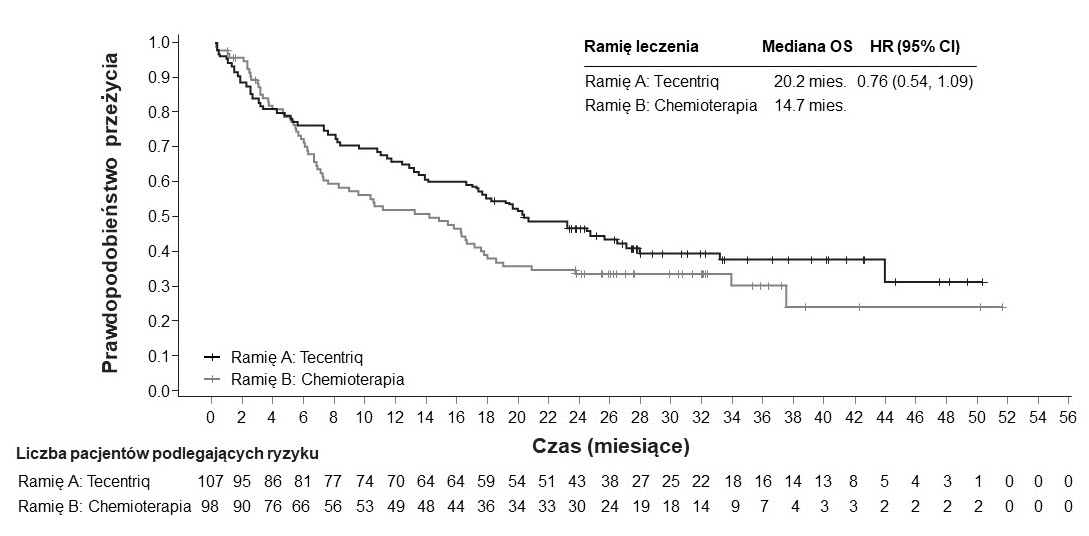 Ramię leczenia Mediana OS HR (95% CI)
Ramię A: Tecentriq 20.2 mies. 0.76 (0.54, 1.09)
Ramię B: Chemioterapia 14.7 mies.
Prawdopodobieństwo przeżycia
1.0
0.9
0.8
0.7
0.6
0.5
0.4
0.3
0.2
0.1
0.0
Ramię A: Tecentriq
Ramię B: Chemioterapia
0 2 4 6 8 10 12 14 16 18 20 22 24 26 28 30 32 34 36 38 40 42 44 46 48 50 52 54 56
Czas (miesiące)
Liczba pacjentów podlegających ryzyku
Ramię A: Tecentriq 107 95 86 81 77 74 70 64 64 59 54 51 43 38 27 25 22 18 16 14 13 8 5 4 3 1 0 0 0
Ramię B: Chemioterapia 98 90 76 66 56 53 49 48 44 36 34 33 30 24 19 18 14 9 7 4 3 3 2 2 2 2 0 0 0